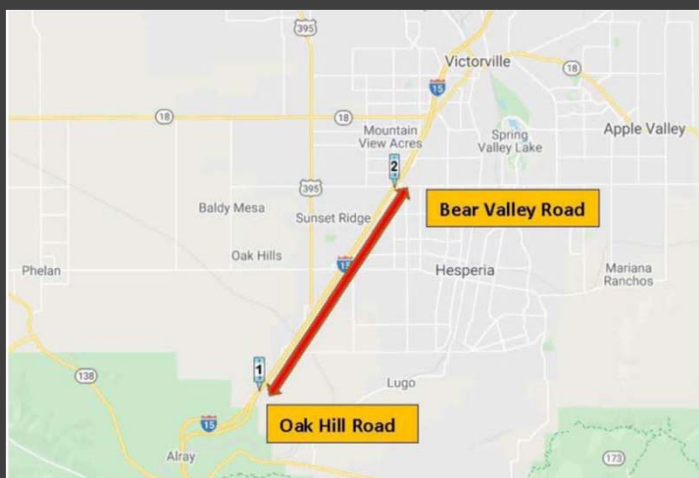 395
Victorville
18
15
18
18
Mountain
View Acres
Spring
Valley Lake
Apple Valley
2
395
Baldy Mesa
Sunset Ridge
Bear Valley Road
Oak Hills
15
Phelan
Hesperia
Mariana
Ranchos
1
138
Lugo
Oak Hill Road
15
Alray
173